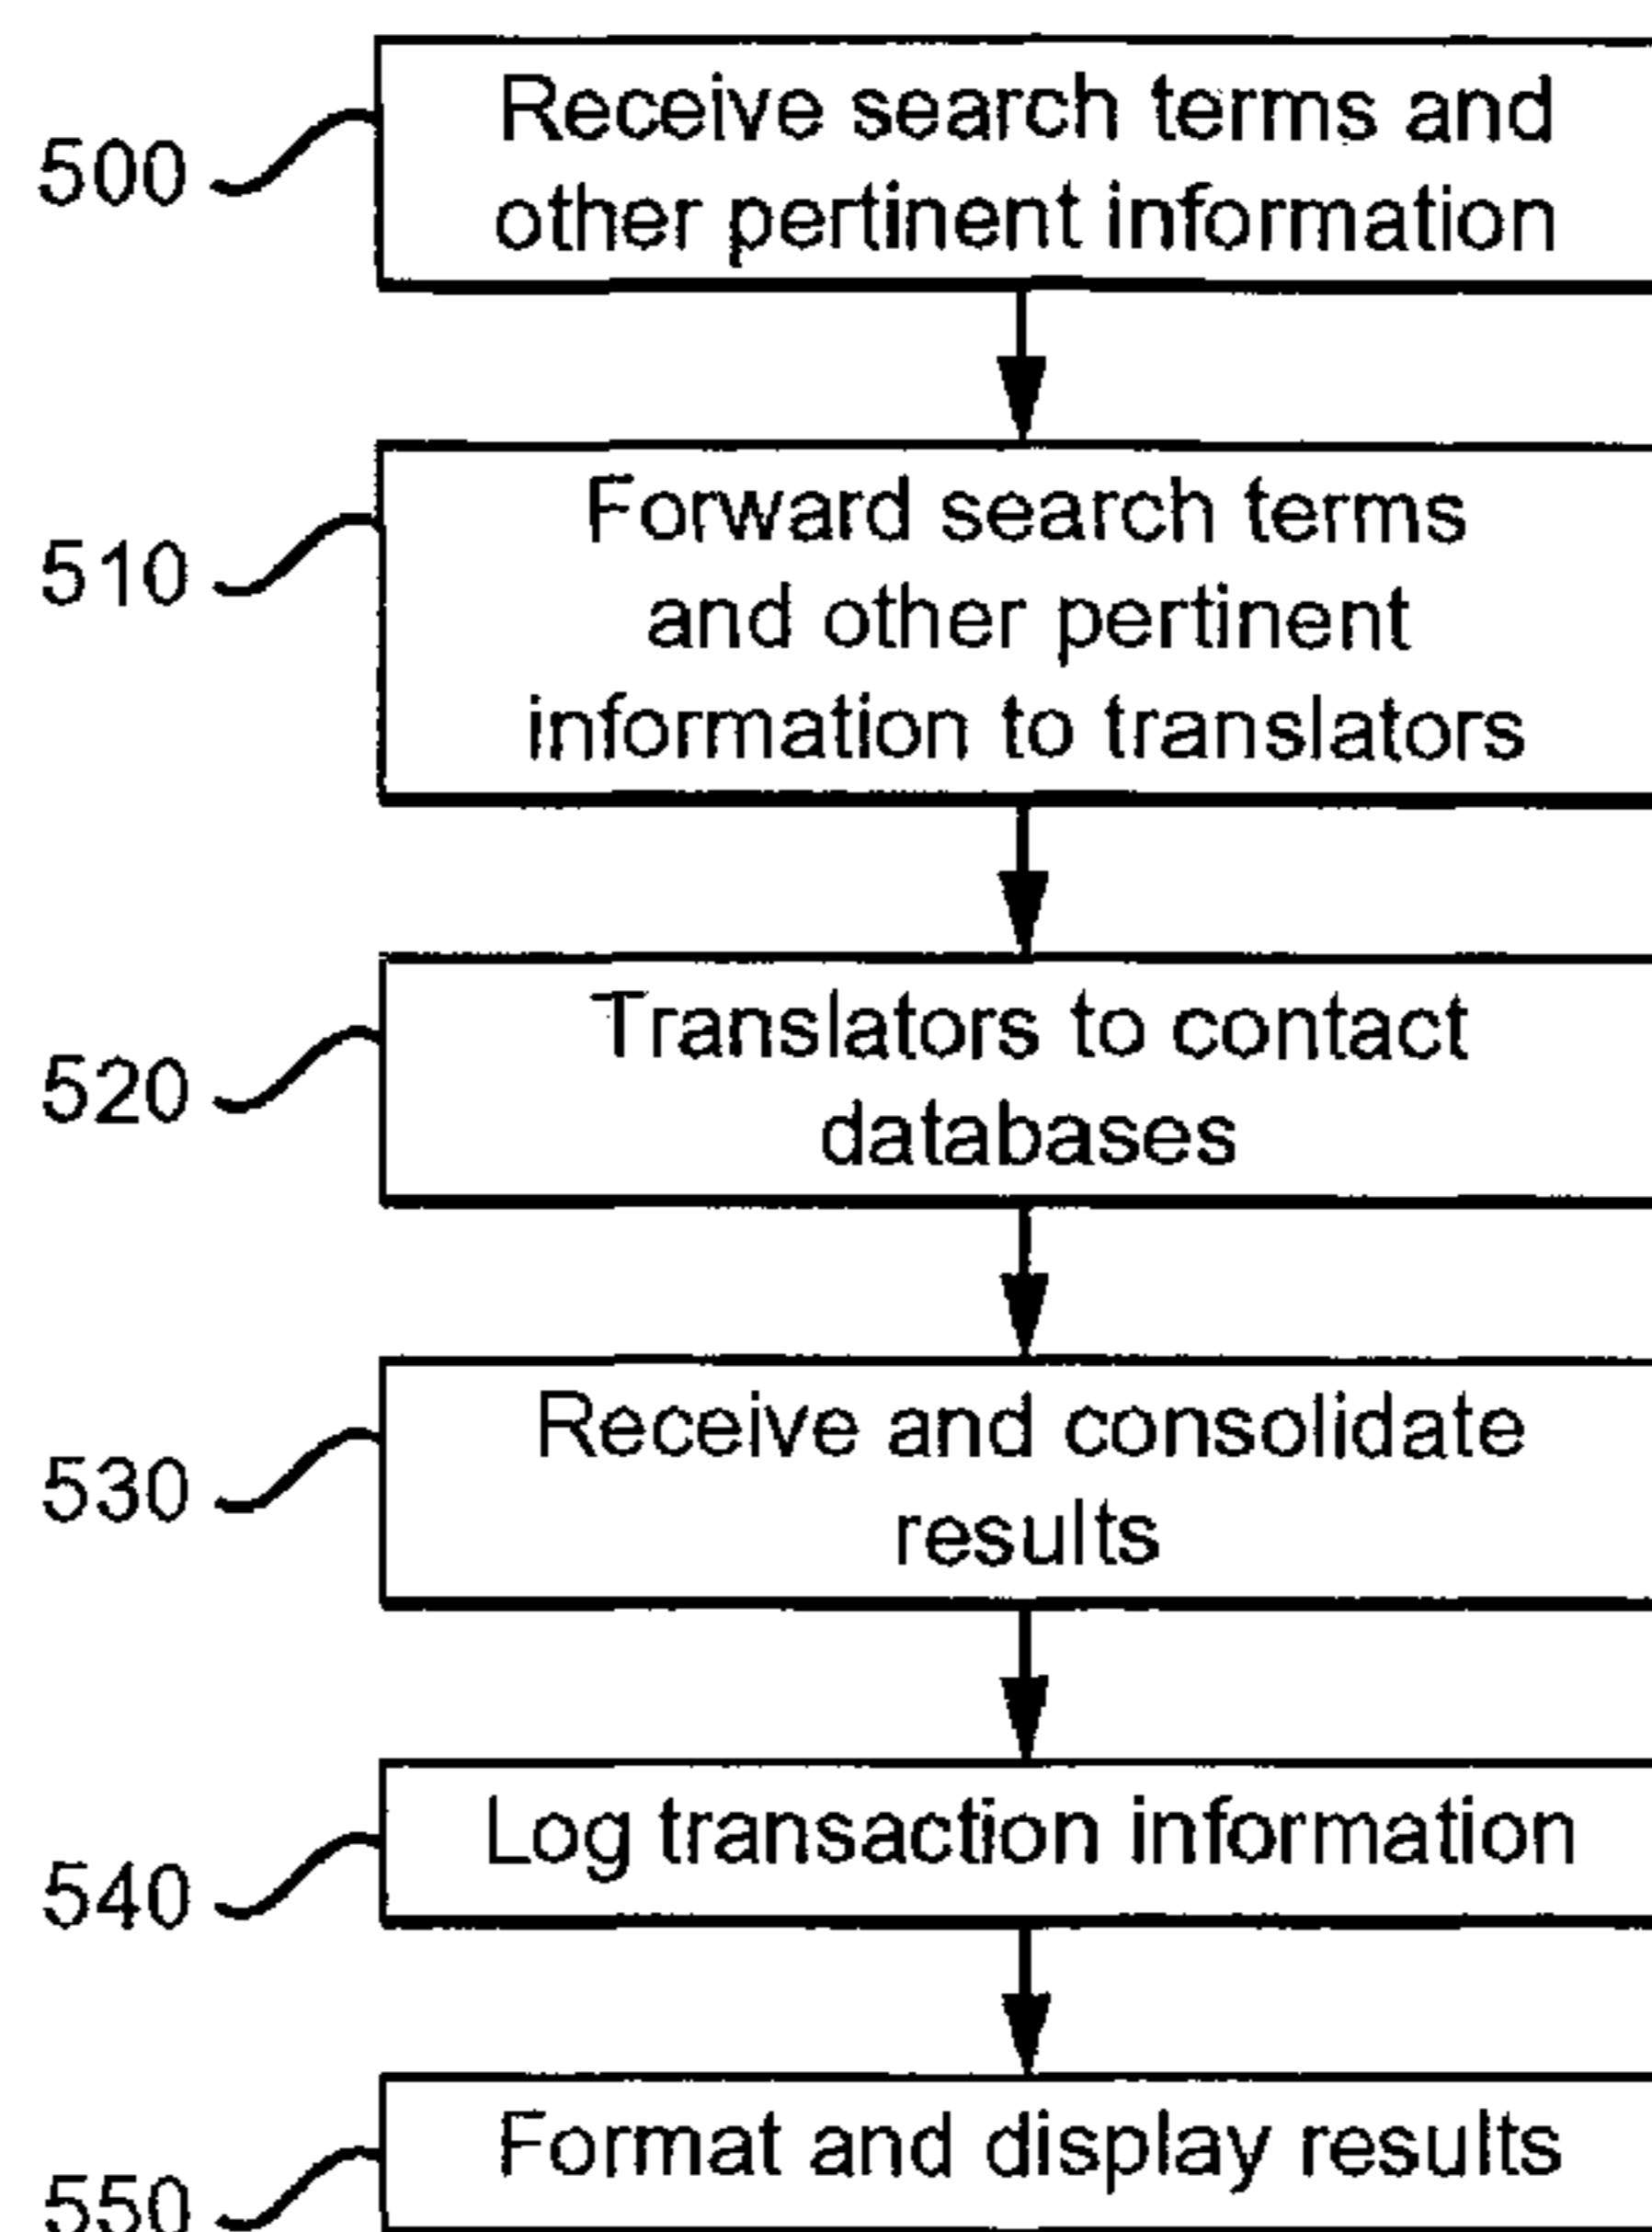 500
Receive search terms and
other pertinent information
510
Forward search terms
and other pertinent
information to translators
520
Translators to contact
databases
530
Receive and consolidate
results
540
Log transaction information
550
Format and display results